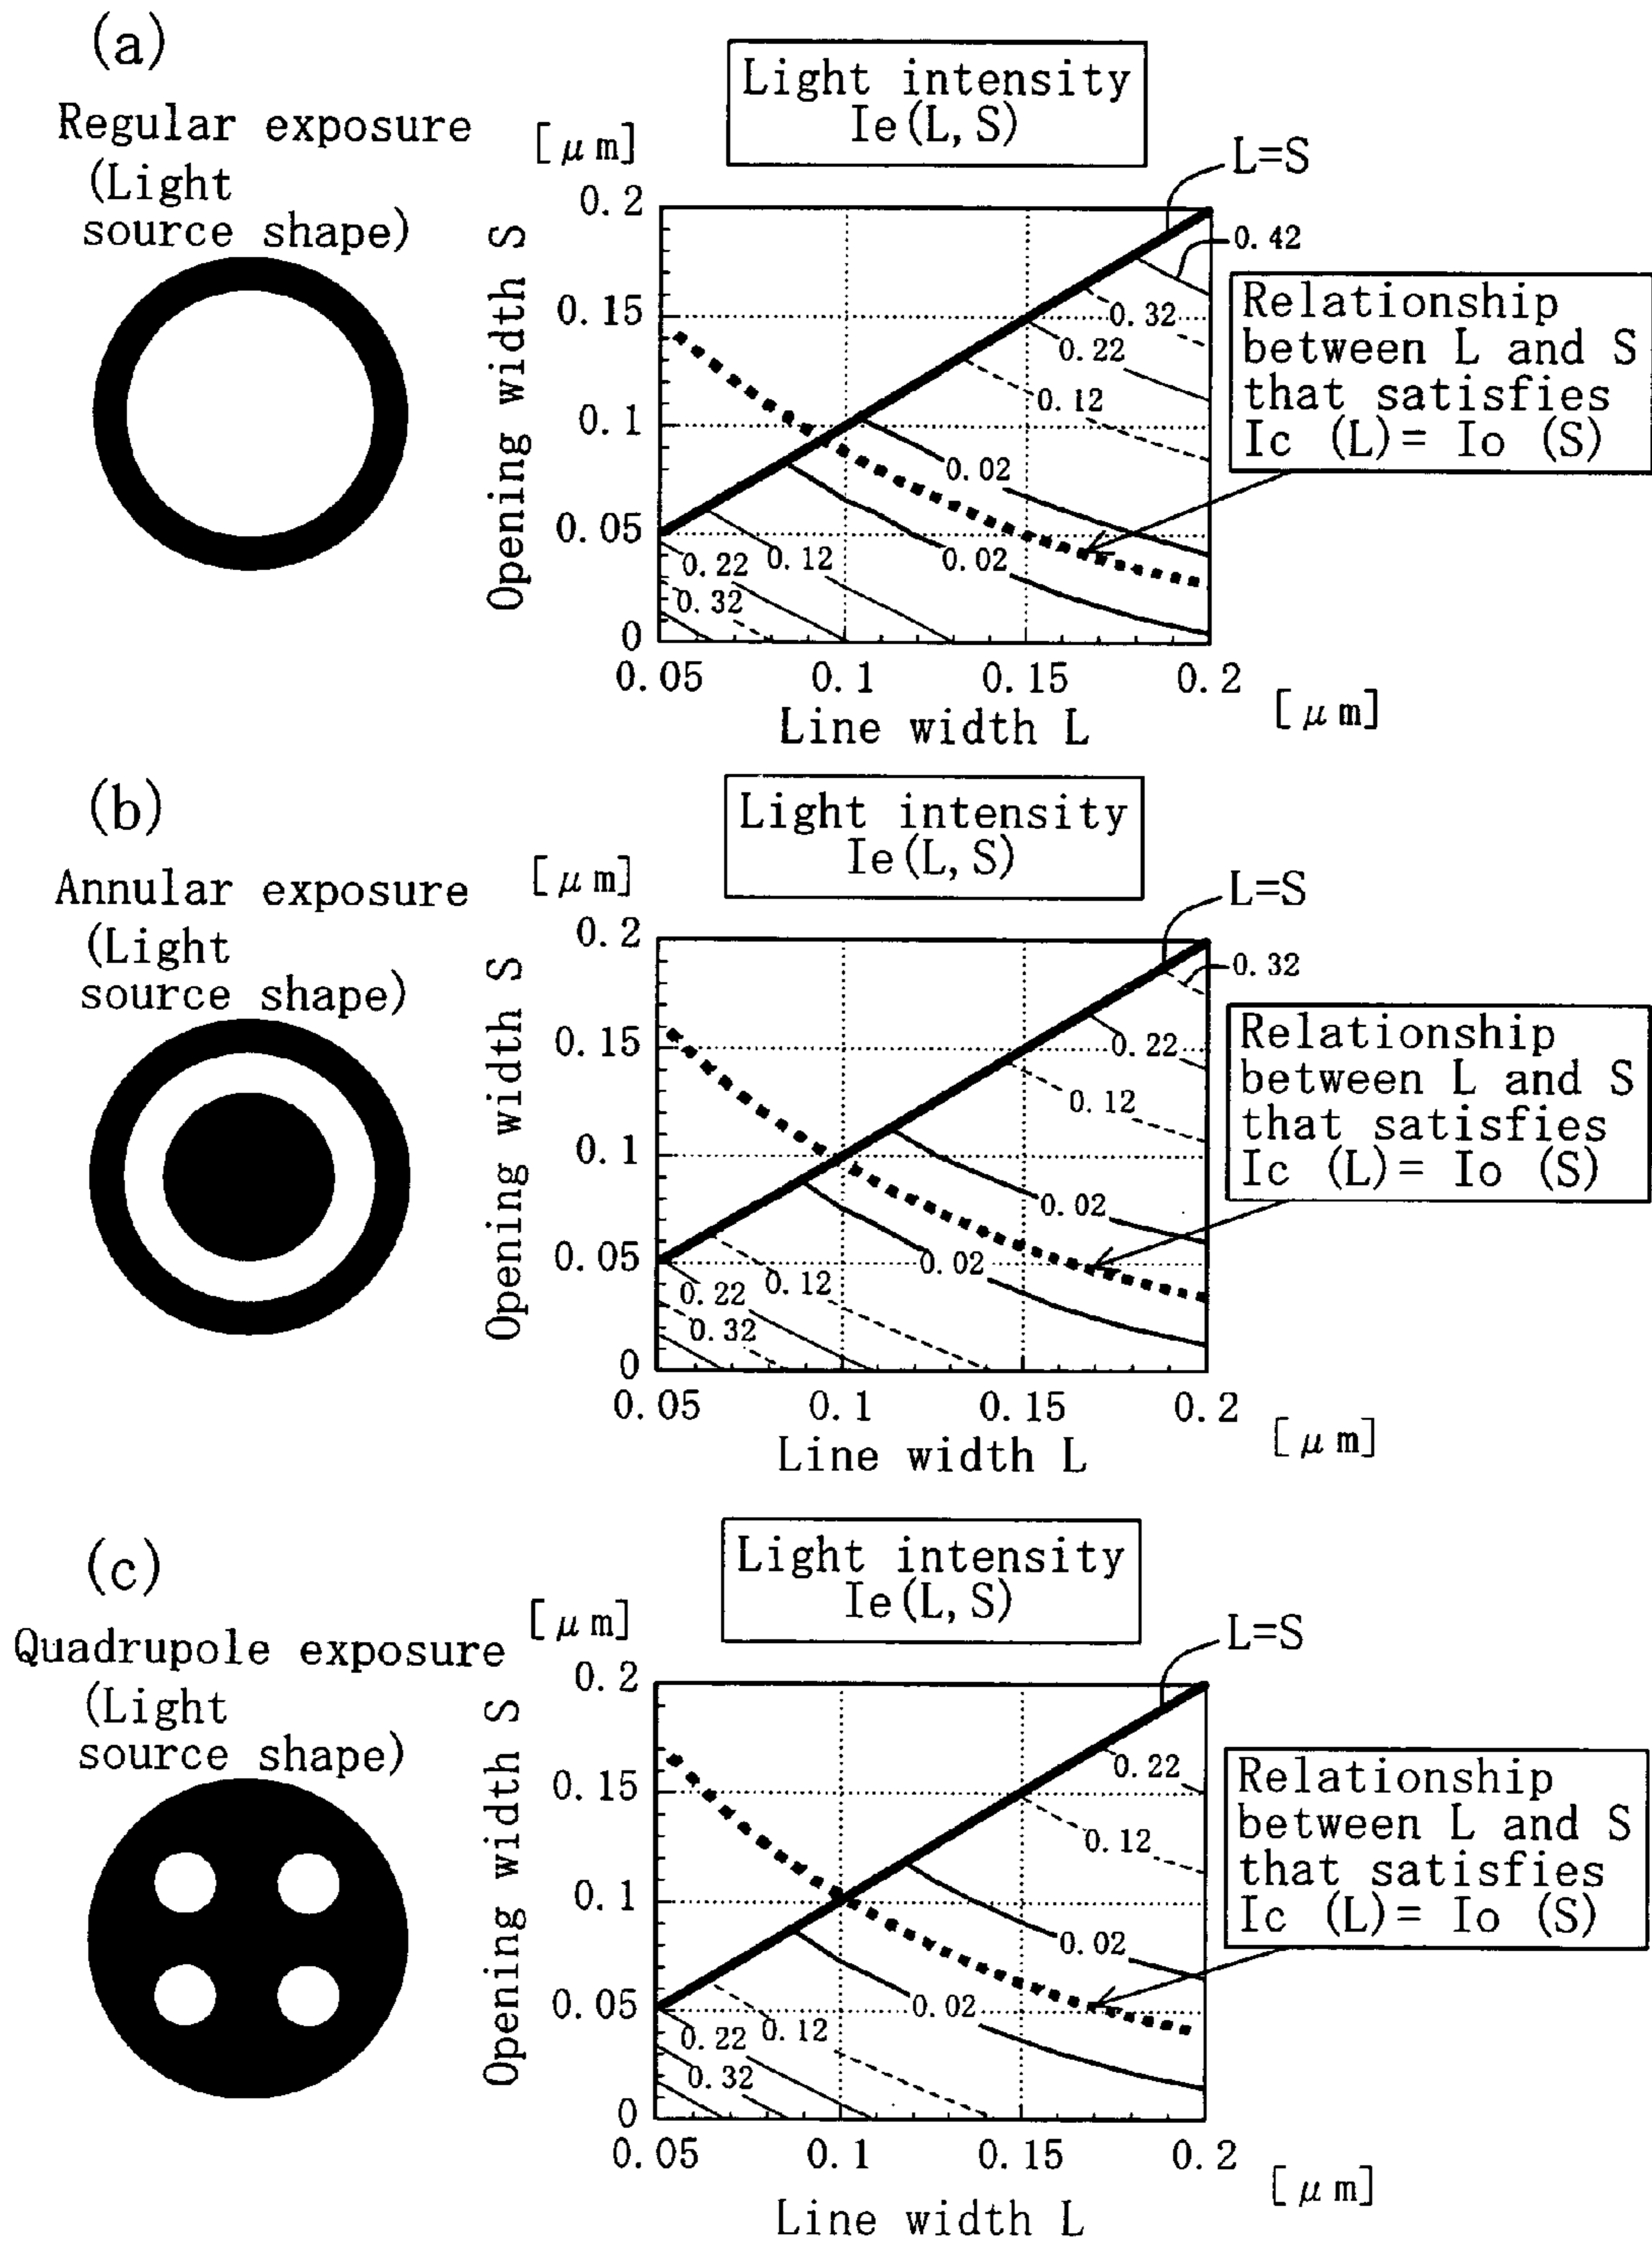 (a)
Regular exposure
(Light
source shape)
Light intensity
Ie(L,S)
[μm]
L=S
0.2
0.15
0.1
0.05
0
Opening width S
0.42
0.32
0.22
0.12
0.02
0.02
0.12
0.22
0.32
Relationship
between L and S
that satisfies
Ic (L)= Io (S)
0.05 0.1 0.15 0.2
[μm]
Line width L
(b)
Annular exposure
(Light
source shape)
Light intensity
Ie(L,S)
[μm]
L=S
0.2
0.15
0.1
0.05
0
Opening width S
0.32
0.22
0.12
0.02
0.02
0.12
0.22
0.32
Relationship
between L and S
that satisfies
Ic (L)= Io (S)
0.05 0.1 0.15 0.2
[μm]
Line width L
(c)
Quadrupole exposure
(Light
source shape)
Light intensity
Ie(L,S)
[μm]
L=S
0.2
0.15
0.1
0.05
0
Opening width S
0.22
0.12
0.02
0.02
0.12
0.22
0.32
Relationship
between L and S
that satisfies
Ic (L)= Io (S)
0.05 0.1 0.15 0.2
[μm]
Line width L